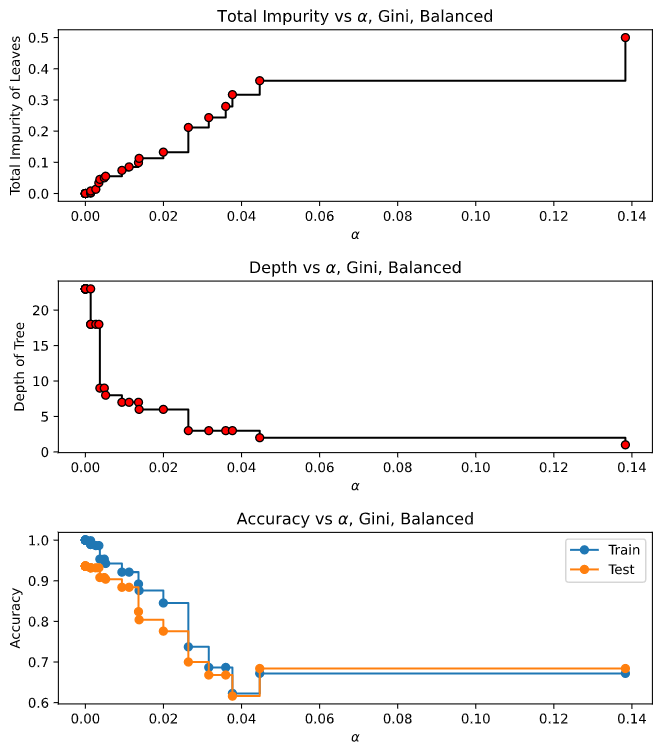 Total Impurity vs α, Gini, Balanced
Total Impurity of Leaves
0.5
0.4
0.3
0.2
0.1
0.0
0.00 0.02 0.04 0.06 0.08 0.10 0.12 0.14
α
Depth vs α, Gini, Balanced
Depth of Tree
20
15
10
5
0
0.00 0.02 0.04 0.06 0.08 0.10 0.12 0.14
α
Accuracy vs α, Gini, Balanced
Accuracy
1.0
0.9
0.8
0.7
0.6
Train
Test
0.00 0.02 0.04 0.06 0.08 0.10 0.12 0.14
α